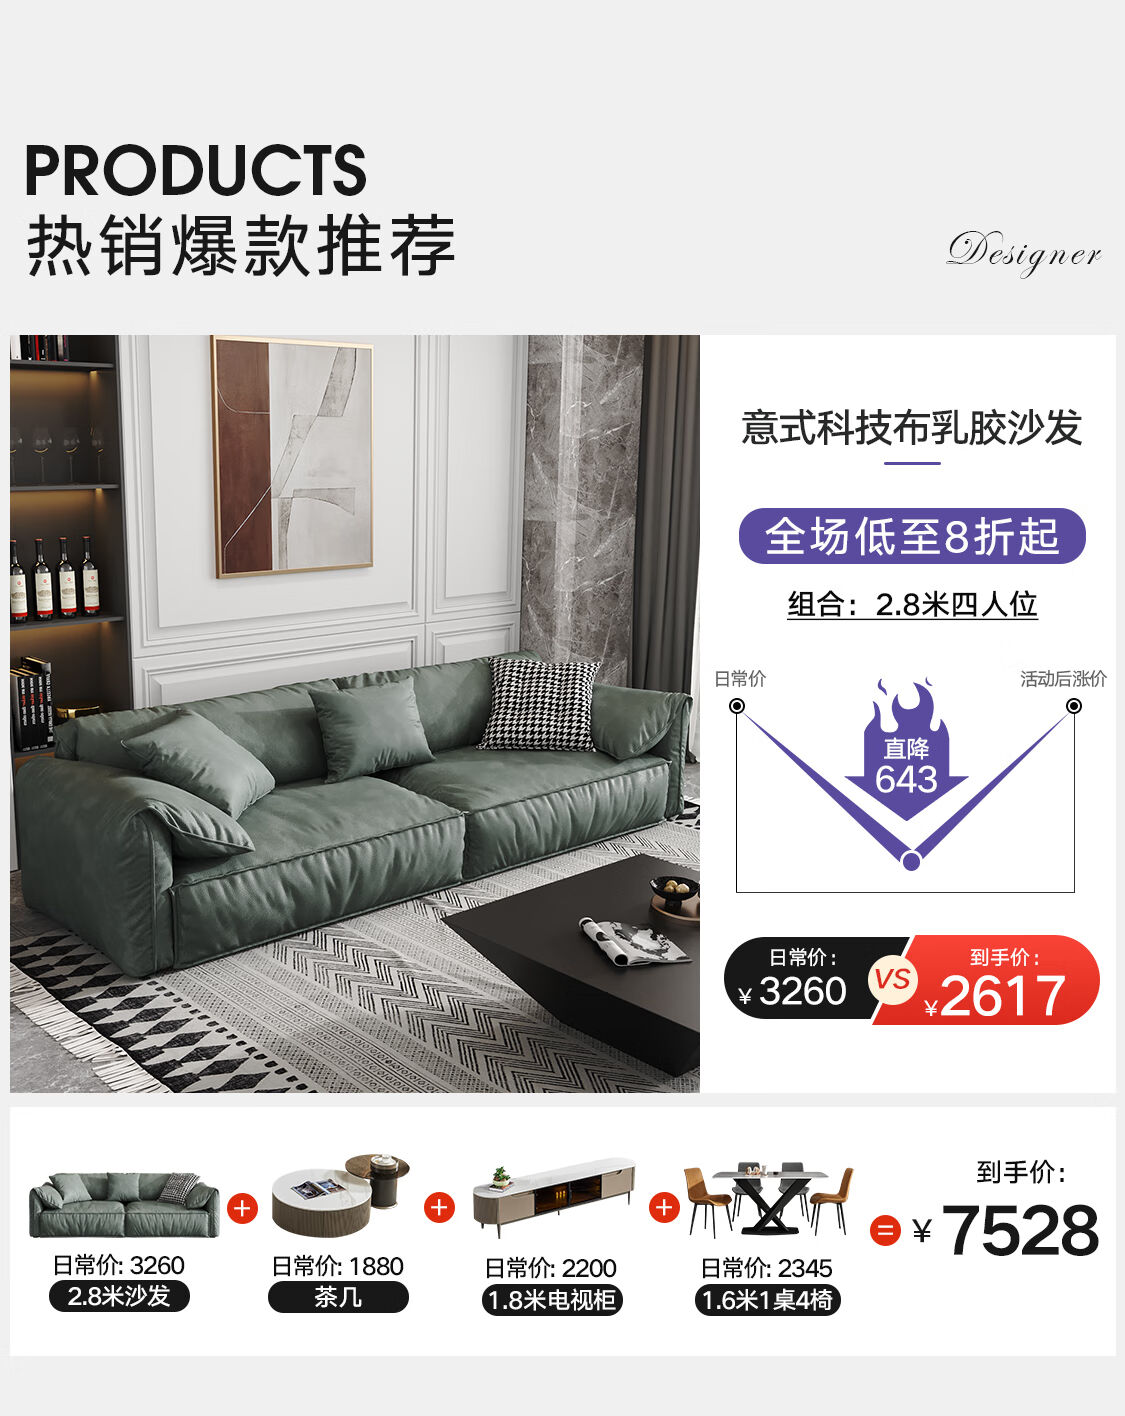 PRODUCTS
热销爆款推荐
Designer
意式科技布乳胶沙发
全场低至8折起
组合：2.8米四人位
日常价
活动后涨价
直降
643
日常价：
¥3260
VS
到手价：
¥2617
到手价：
¥7528
日常价: 3260
2.8米沙发
日常价: 1880
茶几
日常价: 2200
1.8米电视柜
日常价: 2345
1.6米1桌4椅